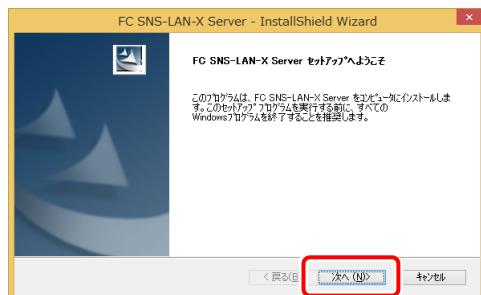 FC SNS-LAN-X Server - InstallShield Wizard
FC SNS-LAN-X Server ｾｯﾄｱｯﾌﾟへようこそ
このﾌﾟﾛｸﾞﾗﾑは、FC SNS-LAN-X Server をｺﾝﾋﾟｭｰﾀにインストールしま
す。このｾｯﾄｱｯﾌﾟ ﾌﾟﾛｸﾞﾗﾑを実行する前に、すべての
Windowsﾌﾟﾛｸﾞﾗﾑを終了することを推奨します。
< 戻る(B
次へ (N)>
ｷｬﾝｾﾙ